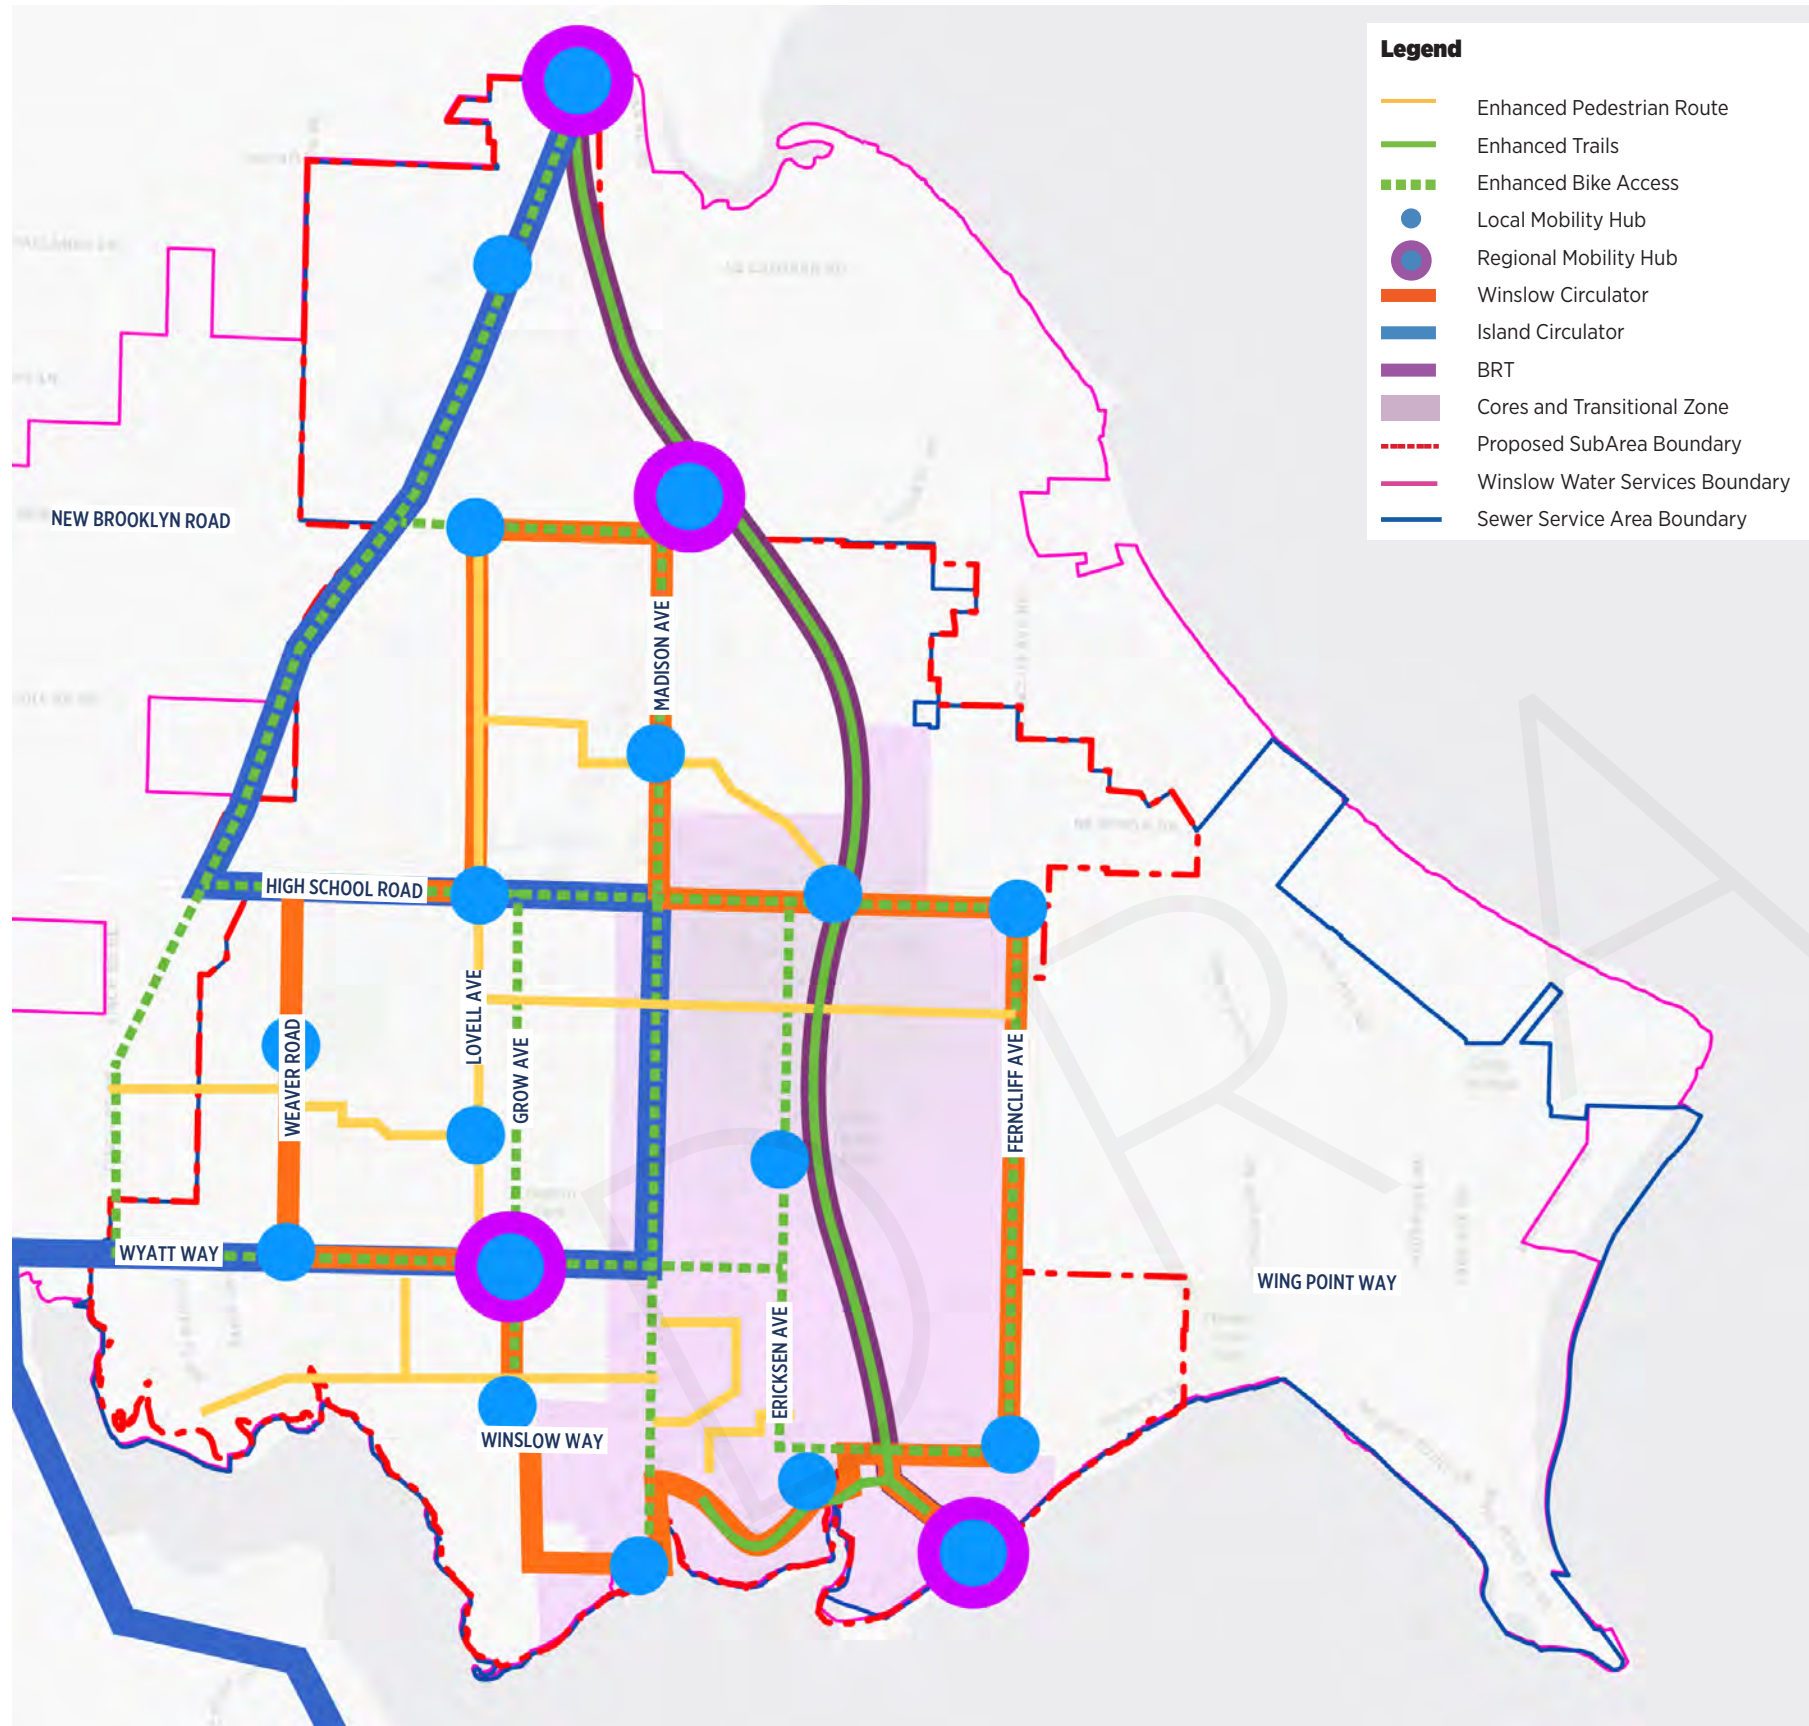 Legend
Enhanced Pedestrian Route
Enhanced Trails
Enhanced Bike Access
Local Mobility Hub
Regional Mobility Hub
Winslow Circulator
Island Circulator
BRT
Cores and Transitional Zone
Proposed SubArea Boundary
Winslow Water Services Boundary
Sewer Service Area Boundary
NEW BROOKLYN ROAD
MADISON AVE
HIGH SCHOOL ROAD
LOVELL AVE
GROW AVE
WEAVER ROAD
FERNCLIFF AVE
WYATT WAY
WING POINT WAY
ERICKSEN AVE
WINSLOW WAY
D R A